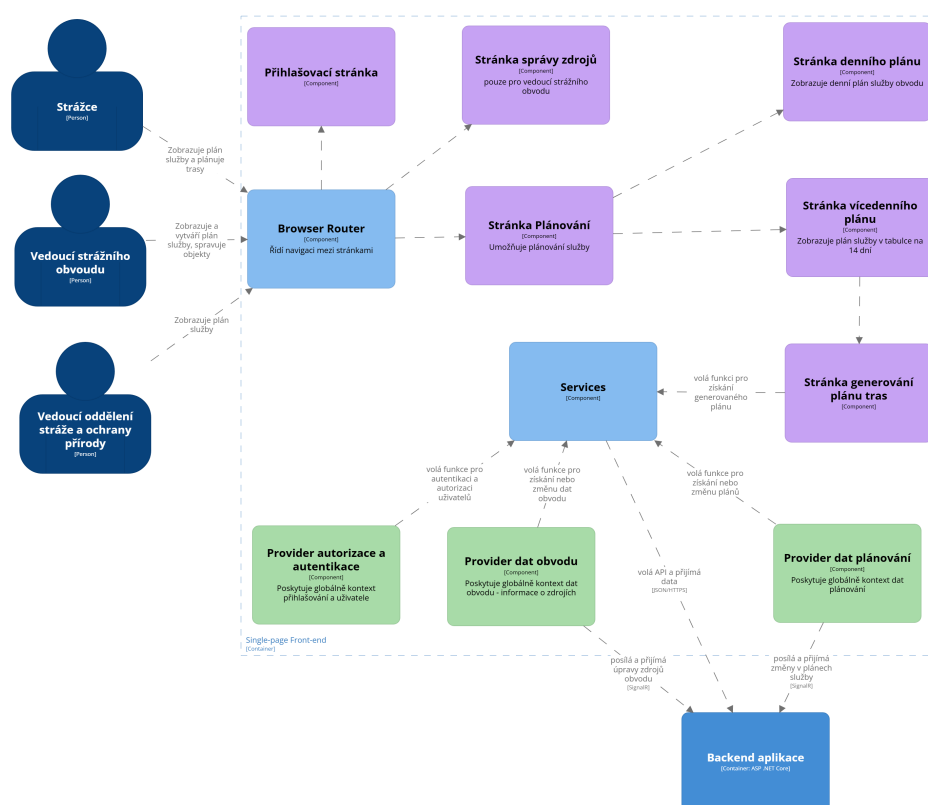 Strážce
[Person]
Zobrazuje plán
služby a plánuje
trasy
Vedoucí strážního
obvoudu
[Person]
Zobrazuje a
vytváří plán
služby, spravuje
objekty
Vedoucí oddělení
stráže a ochrany
přírody
[Person]
Zobrazuje plán
služby
Přihlašovací stránka
[Component]
Stránka správy zdrojů
[Component]
pouze pro vedoucí strážního
obvodu
Stránka denního plánu
[Component]
Zobrazuje denní plán služby obvodu
Browser Router
[Component]
Řídí navigaci mezi stránkami
Stránka Plánování
[Component]
Umožňuje plánování služby
Stránka vícedenního
plánu
[Component]
Zobrazuje plán služby v tabulce na
14 dní
Services
[Component]
volá funkci pro
získání
generovaného
plánu
Stránka generování
plánu tras
[Component]
volá funkce pro
autentikaci a
autorizaci
uživatelů
volá funkce pro
získání nebo
změnu dat
obvodu
volá funkce pro
získání nebo
změnu plánů
Provider autorizace a
autentikace
[Component]
Poskytuje globálně kontext
přihlašování a uživatele
Provider dat obvodu
[Component]
Poskytuje globálně kontext dat
obvodu - informace o zdrojích
volá API a přijímá
data
[JSON/HTTPS]
Provider dat plánování
[Component]
Poskytuje globálně kontext dat
plánování
Single-page Front-end
[Container]
posílá a přijímá
úpravy zdrojů
obvodu
[SignalR]
posílá a přijímá
změny v plánech
služby
[SignalR]
Backend aplikace
[Container: ASP .NET Core]